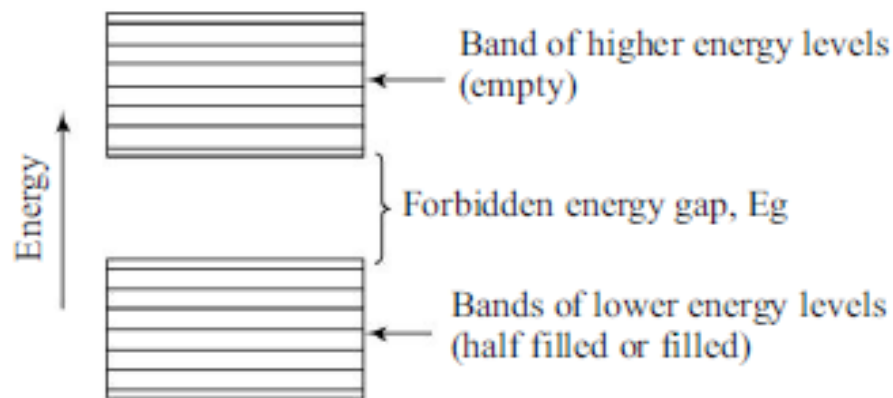 Band of higher energy levels
(empty)
Energy
Forbidden energy gap, Eg
Bands of lower energy levels
(half filled or filled)